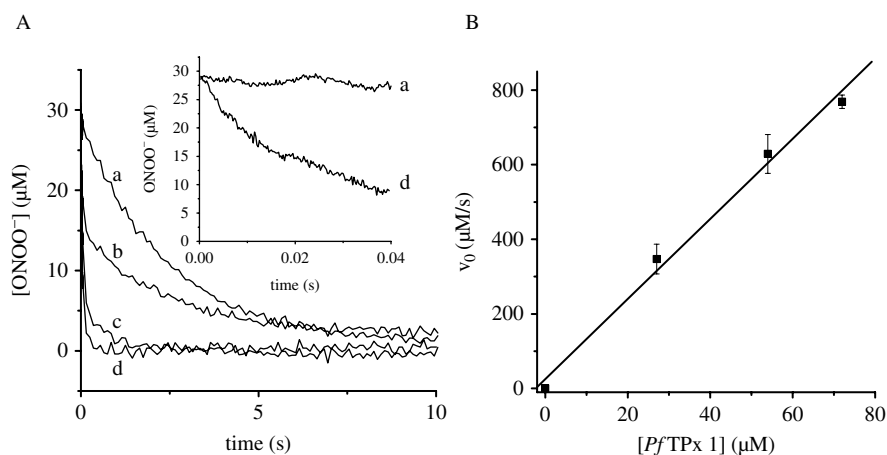 A
B
[ONOO⁻] (µM)
30
20
10
0
0
5
10
time (s)
a
b
c
d
ONOO⁻ (µM)
35
30
25
20
15
10
5
0
0.00
0.02
0.04
time (s)
a
d
v₀ (µM/s)
800
600
400
200
0
0
20
40
60
80
[PfTPx 1] (µM)